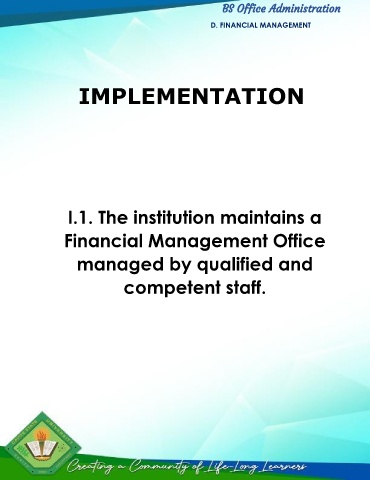 BS Office Administration
D. FINANCIAL MANAGEMENT
IMPLEMENTATION
I.1. The institution maintains a
Financial Management Office
managed by qualified and
competent staff.
Creating a Community of Life-Long Learners